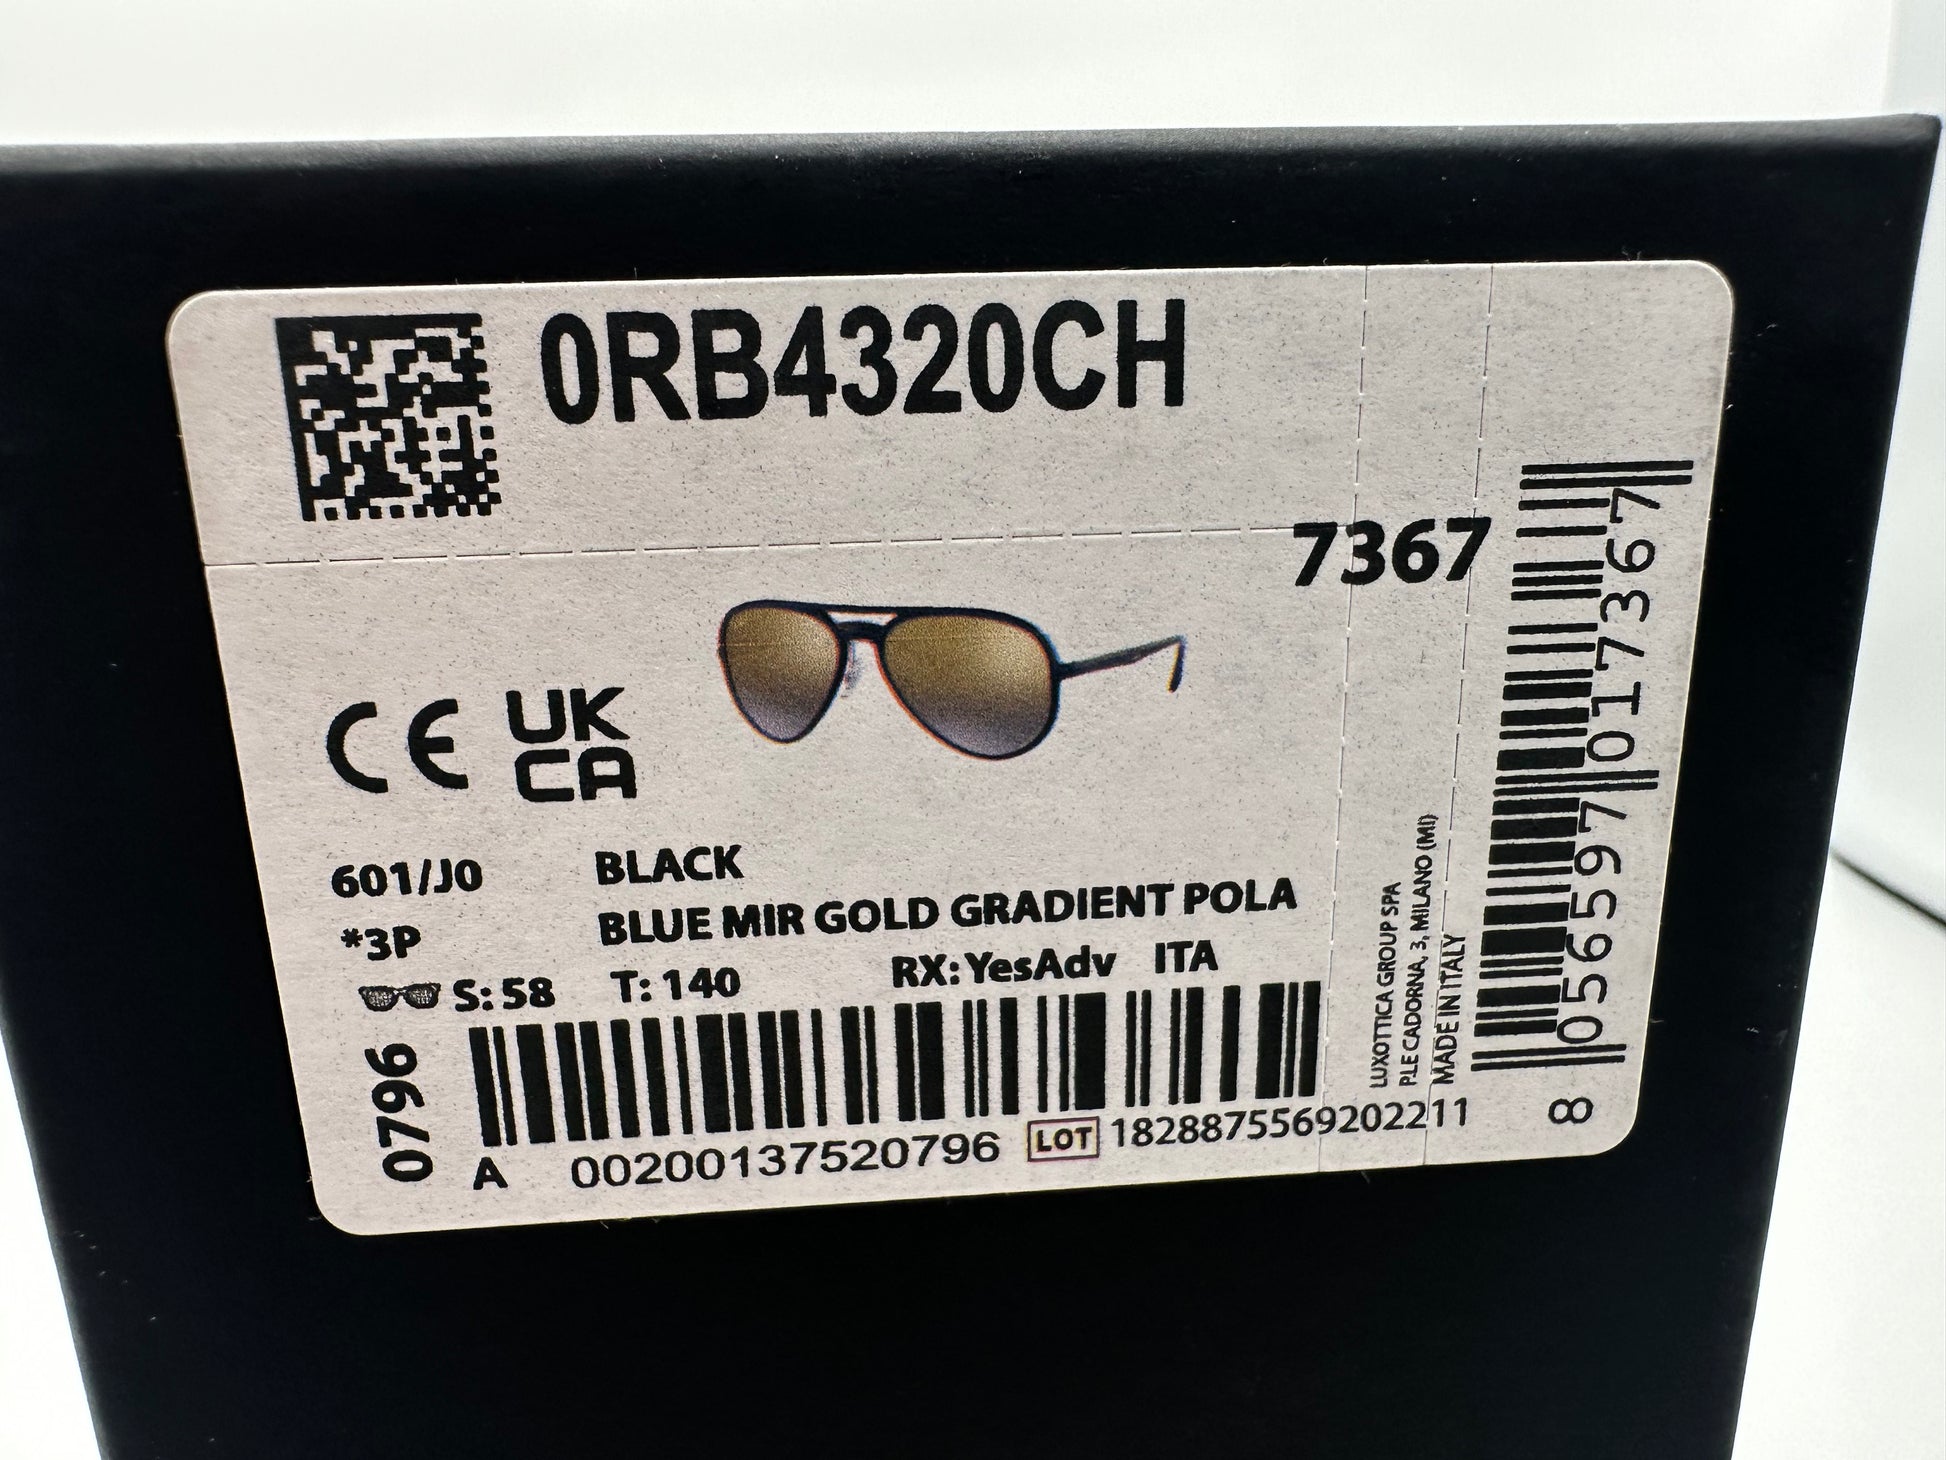 0RB4320CH
7367
CE
UK
CA
601/J0 BLACK
*3P BLUE MIR GOLD GRADIENT POLA
S: 58 T: 140 RX: YesAdv ITA
0796
A 00200137520796 LOT 1828875569202211
LUXOTTICA GROUP SPA
P.LE CADORNA, 3, MILANO (MI)
MADE IN ITALY
8 056597 017367